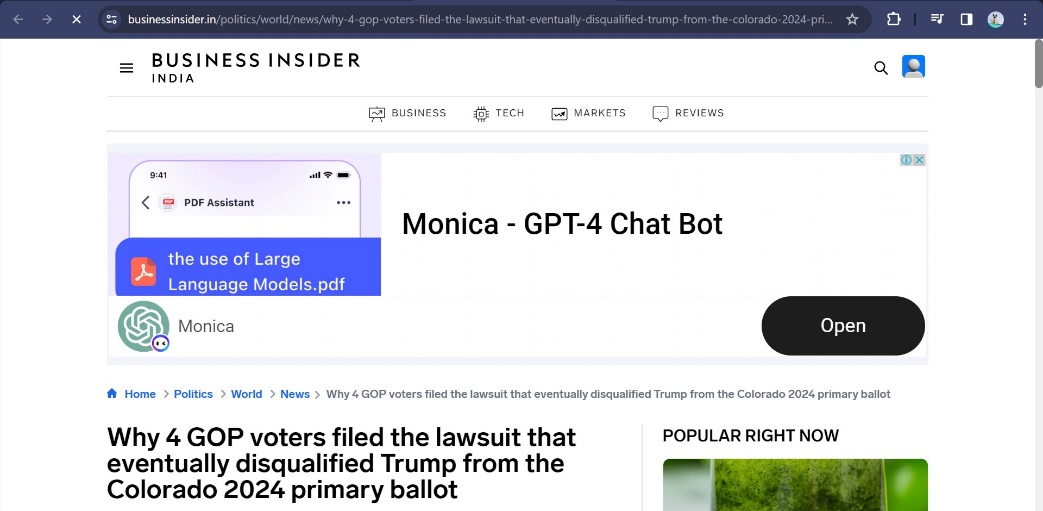 businessinsider.in/politics/world/news/why-4-gop-voters-filed-the-lawsuit-that-eventually-disqualified-trump-from-the-colorado-2024-pri...
BUSINESS INSIDER
INDIA
BUSINESS TECH MARKETS REVIEWS
9:41
PDF Assistant
the use of Large
Language Models.pdf
Monica - GPT-4 Chat Bot
Monica
Open
Home > Politics > World > News > Why 4 GOP voters filed the lawsuit that eventually disqualified Trump from the Colorado 2024 primary ballot
Why 4 GOP voters filed the lawsuit that
eventually disqualified Trump from the
Colorado 2024 primary ballot
POPULAR RIGHT NOW